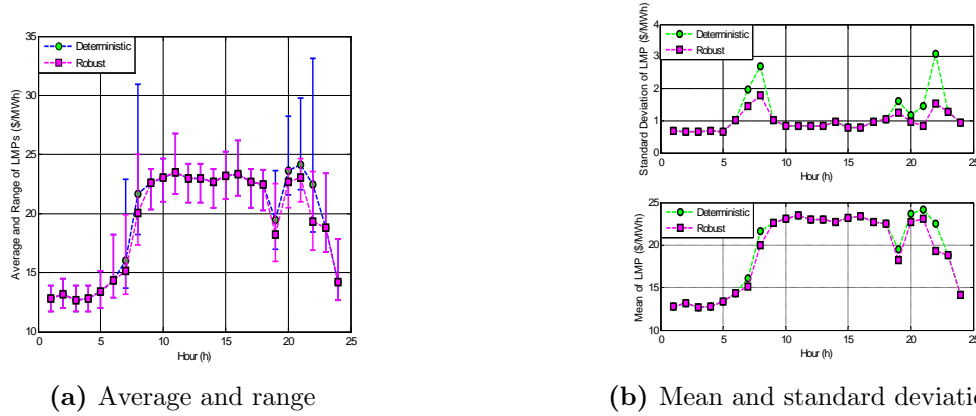 Average and Range of LMPs ($/MWh)
35
30
25
20
15
10
Deterministic
Robust
0 5 10 15 20 25
Hour (h)
(a) Average and range
Standard Deviation of LMP ($/MWh)
4
3
2
1
0
Deterministic
Robust
0 5 10 15 20 25
Hour (h)
Mean of LMP ($/MWh)
25
20
15
10
Deterministic
Robust
0 5 10 15 20 25
Hour (h)
(b) Mean and standard deviatio